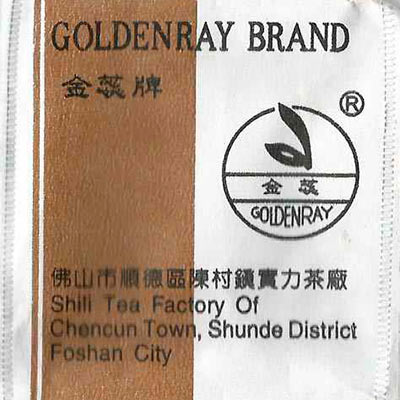 GOLDENRAY BRAND
金蕊牌
®
金蕊
GOLDENRAY
佛山市順德區陳村鎮實力茶廠
Shili Tea Factory Of
Chencun Town, Shunde District
Foshan City